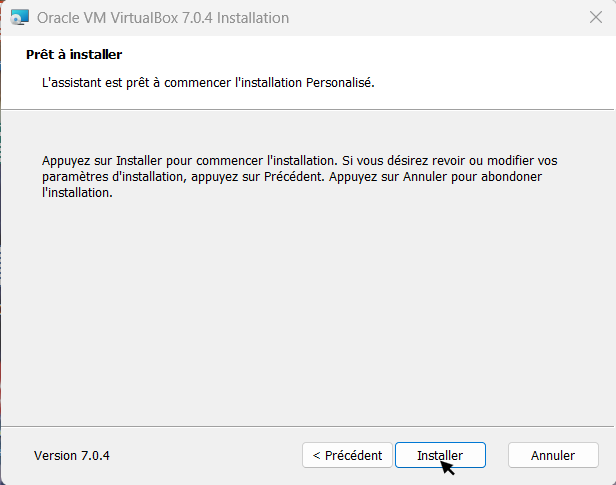 Oracle VM VirtualBox 7.0.4 Installation
Prêt à installer
L'assistant est prêt à commencer l'installation Personalisé.
Appuyez sur Installer pour commencer l'installation. Si vous désirez revoir ou modifier vos
paramètres d'installation, appuyez sur Précédent. Appuyez sur Annuler pour abondoner
l'installation.
Version 7.0.4
< Précédent
Installer
Annuler